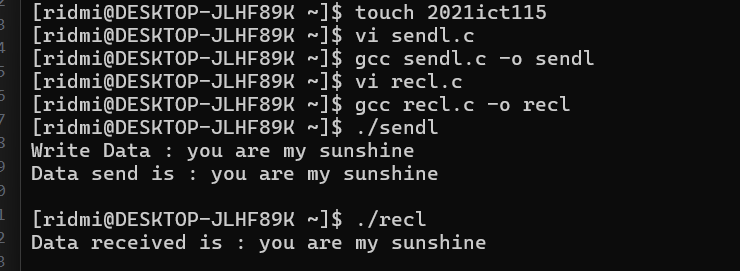 [ridmi@DESKTOP-JLHF89K ~]$ touch 2021ict115
[ridmi@DESKTOP-JLHF89K ~]$ vi sendl.c
[ridmi@DESKTOP-JLHF89K ~]$ gcc sendl.c -o sendl
[ridmi@DESKTOP-JLHF89K ~]$ vi recl.c
[ridmi@DESKTOP-JLHF89K ~]$ gcc recl.c -o recl
[ridmi@DESKTOP-JLHF89K ~]$ ./sendl
Write Data : you are my sunshine
Data send is : you are my sunshine
[ridmi@DESKTOP-JLHF89K ~]$ ./recl
Data received is : you are my sunshine